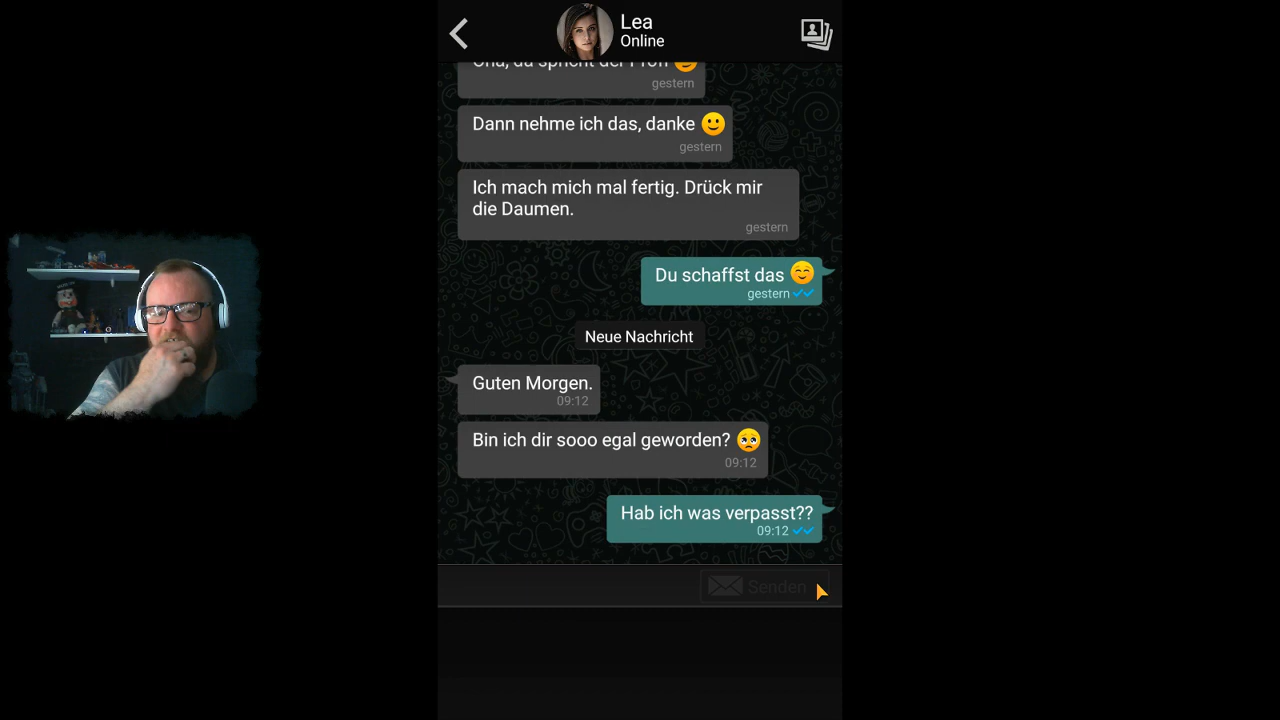 Lea
Online
gestern
Dann nehme ich das, danke
gestern
Ich mach mich mal fertig. Drück mir
die Daumen.
gestern
Du schaffst das
gestern
Neue Nachricht
Guten Morgen.
09:12
Bin ich dir sooo egal geworden?
09:12
Hab ich was verpasst??
09:12
Senden